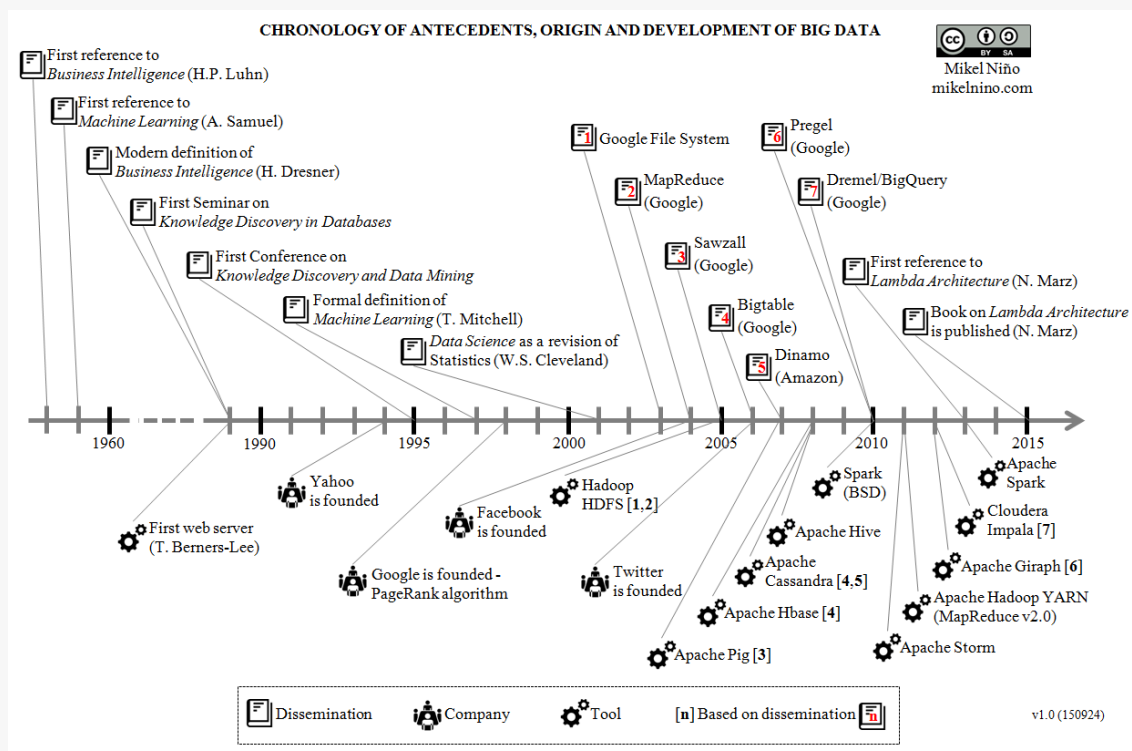 CHRONOLOGY OF ANTECEDENTS, ORIGIN AND DEVELOPMENT OF BIG DATA
cc
BY SA
Mikel Niño
mikelnino.com
First reference to
Business Intelligence (H.P. Luhn)
First reference to
Machine Learning (A. Samuel)
Modern definition of
Business Intelligence (H. Dresner)
First Seminar on
Knowledge Discovery in Databases
First Conference on
Knowledge Discovery and Data Mining
Formal definition of
Machine Learning (T. Mitchell)
Data Science as a revision of
Statistics (W.S. Cleveland)
1 Google File System
2 MapReduce
(Google)
3 Sawzall
(Google)
4 Bigtable
(Google)
5 Dinamo
(Amazon)
6 Pregel
(Google)
7 Dremel/BigQuery
(Google)
First reference to
Lambda Architecture (N. Marz)
Book on Lambda Architecture
is published (N. Marz)
1960 1990 1995 2000 2005 2010 2015
First web server
(T. Berners-Lee)
Yahoo
is founded
Google is founded -
PageRank algorithm
Facebook
is founded
Hadoop
HDFS [1,2]
Twitter
is founded
Apache Pig [3]
Apache Hbase [4]
Apache
Cassandra [4,5]
Apache Hive
Spark
(BSD)
Apache Storm
Apache Hadoop YARN
(MapReduce v2.0)
Apache Giraph [6]
Cloudera
Impala [7]
Apache
Spark
Dissemination Company Tool [n] Based on dissemination n
v1.0 (150924)